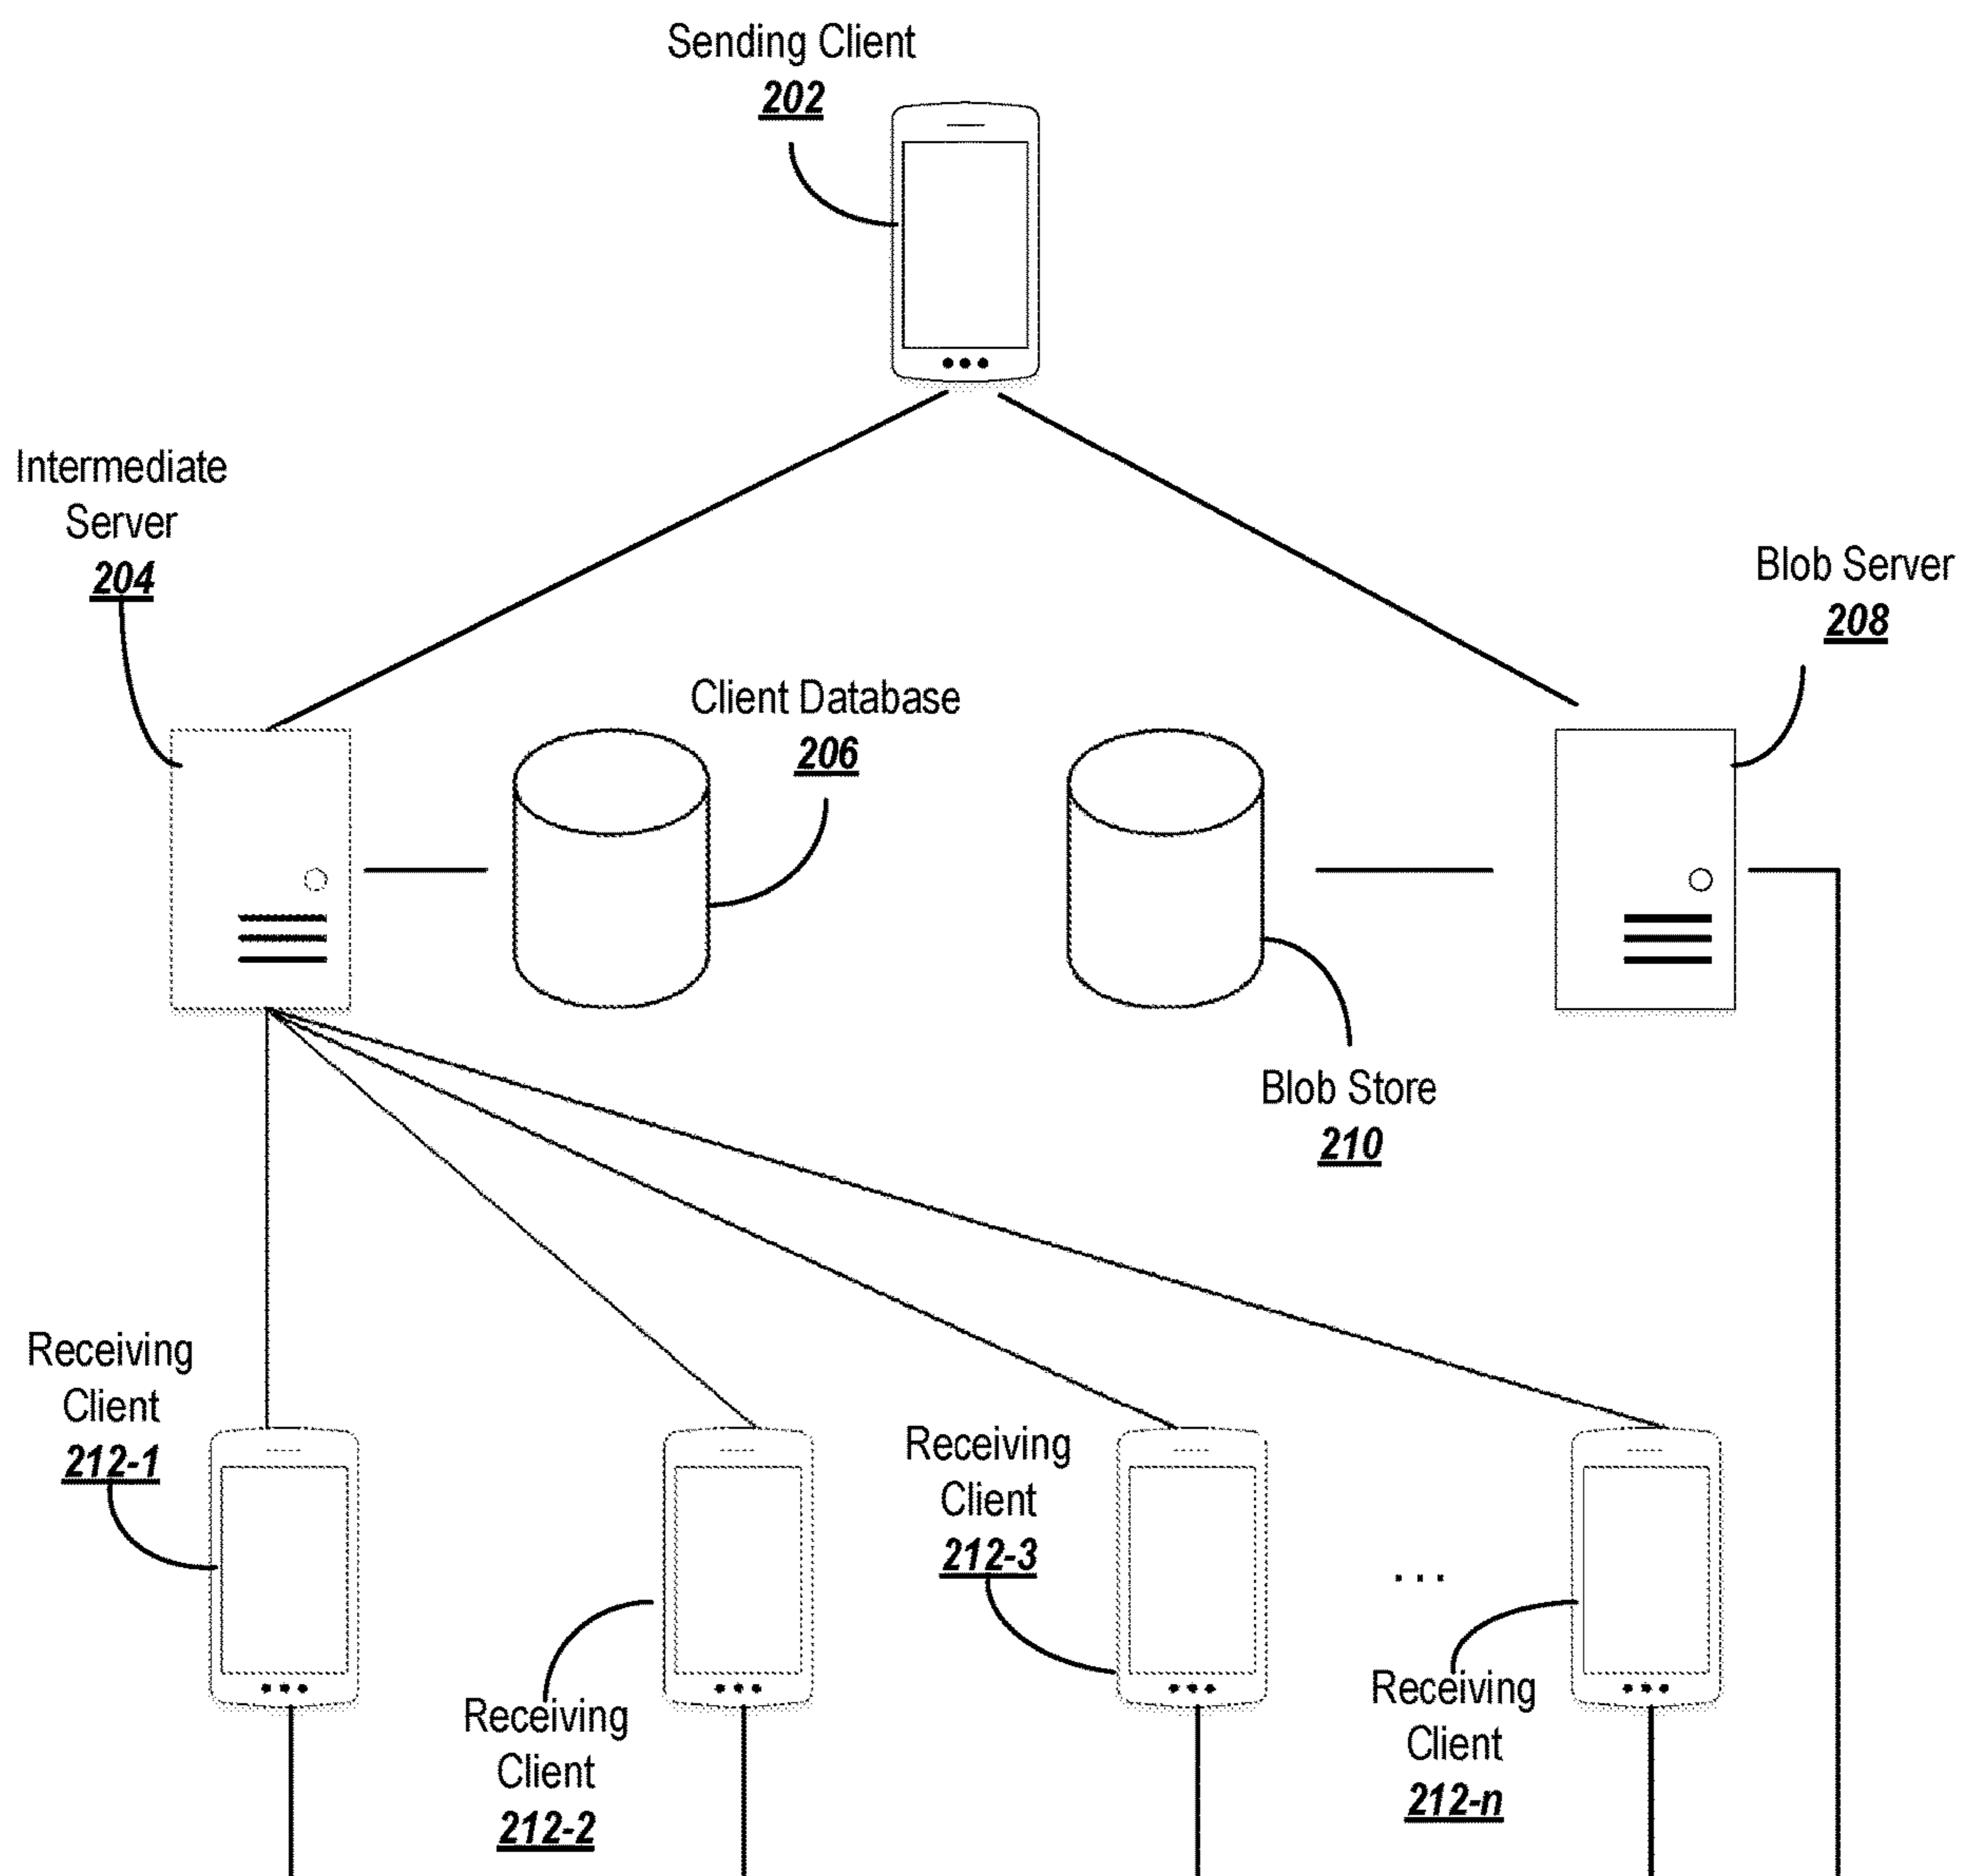 Sending Client
202
Intermediate
Server
204
Blob Server
208
Client Database
206
Blob Store
210
Receiving
Client
212-1
Receiving
Client
212-2
Receiving
Client
212-3
...
Receiving
Client
212-n